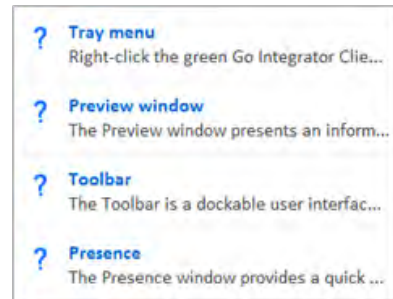 ? Tray menu
Right-click the green Go Integrator Clie...
? Preview window
The Preview window presents an inform...
? Toolbar
The Toolbar is a dockable user interfac...
? Presence
The Presence window provides a quick ...